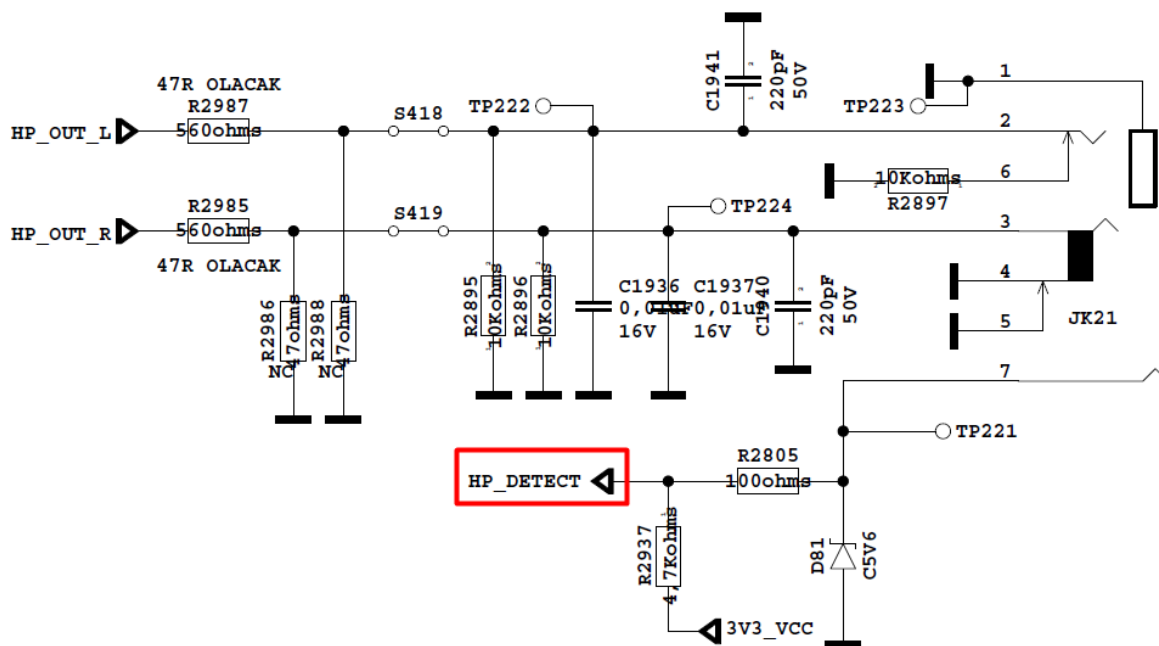 C1941
220pF
50V
47R OLACAK
R2987
560ohms
HP_OUT_L
S418
TP222
TP223
1
2
6
10Kohms
R2897
R2985
560ohms
HP_OUT_R
47R OLACAK
S419
TP224
3
4
5
JK21
R2986
47ohms
NC
R2988
47ohms
NC
R2895
10Kohms
R2896
10Kohms
C1936
0,01uF
16V
C1937
0,01uF
16V
C1940
220pF
50V
7
TP221
HP_DETECT
R2805
100ohms
R2937
4,7Kohms
3V3_VCC
D81
C5V6